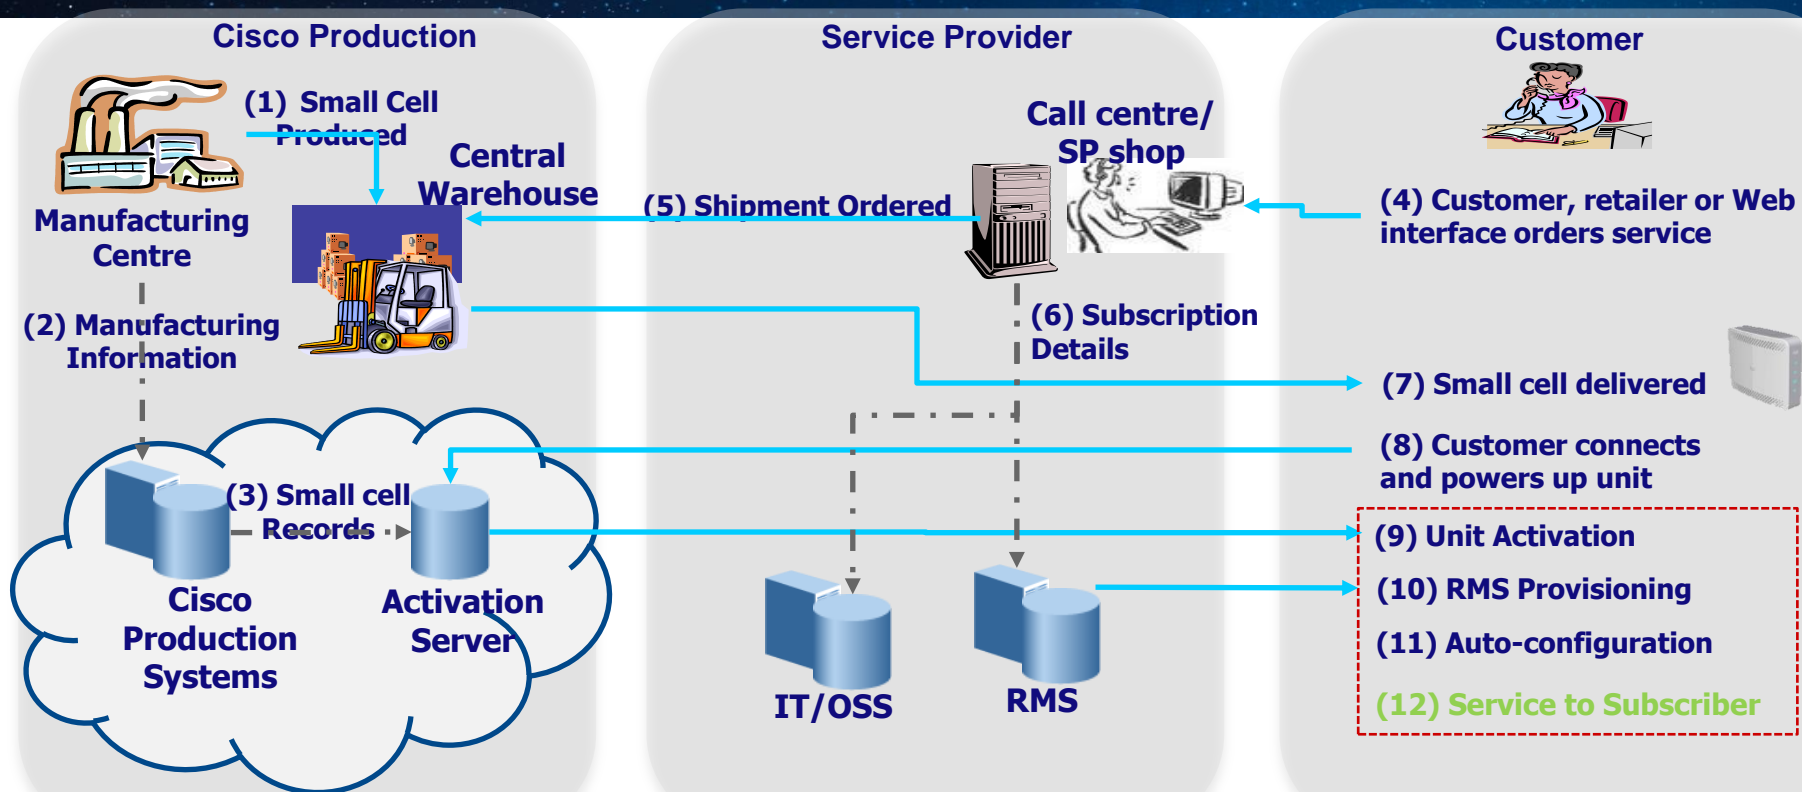 Cisco Production
(1) Small Cell
Produced
Central
Warehouse
Manufacturing
Centre
(2) Manufacturing
Information
(3) Small cell
Records
Cisco
Production
Systems
Activation
Server
Service Provider
Call centre/
SP shop
(5) Shipment Ordered
(6) Subscription
Details
IT/OSS
RMS
Customer
(4) Customer, retailer or Web
interface orders service
(7) Small cell delivered
(8) Customer connects
and powers up unit
(9) Unit Activation
(10) RMS Provisioning
(11) Auto-configuration
(12) Service to Subscriber